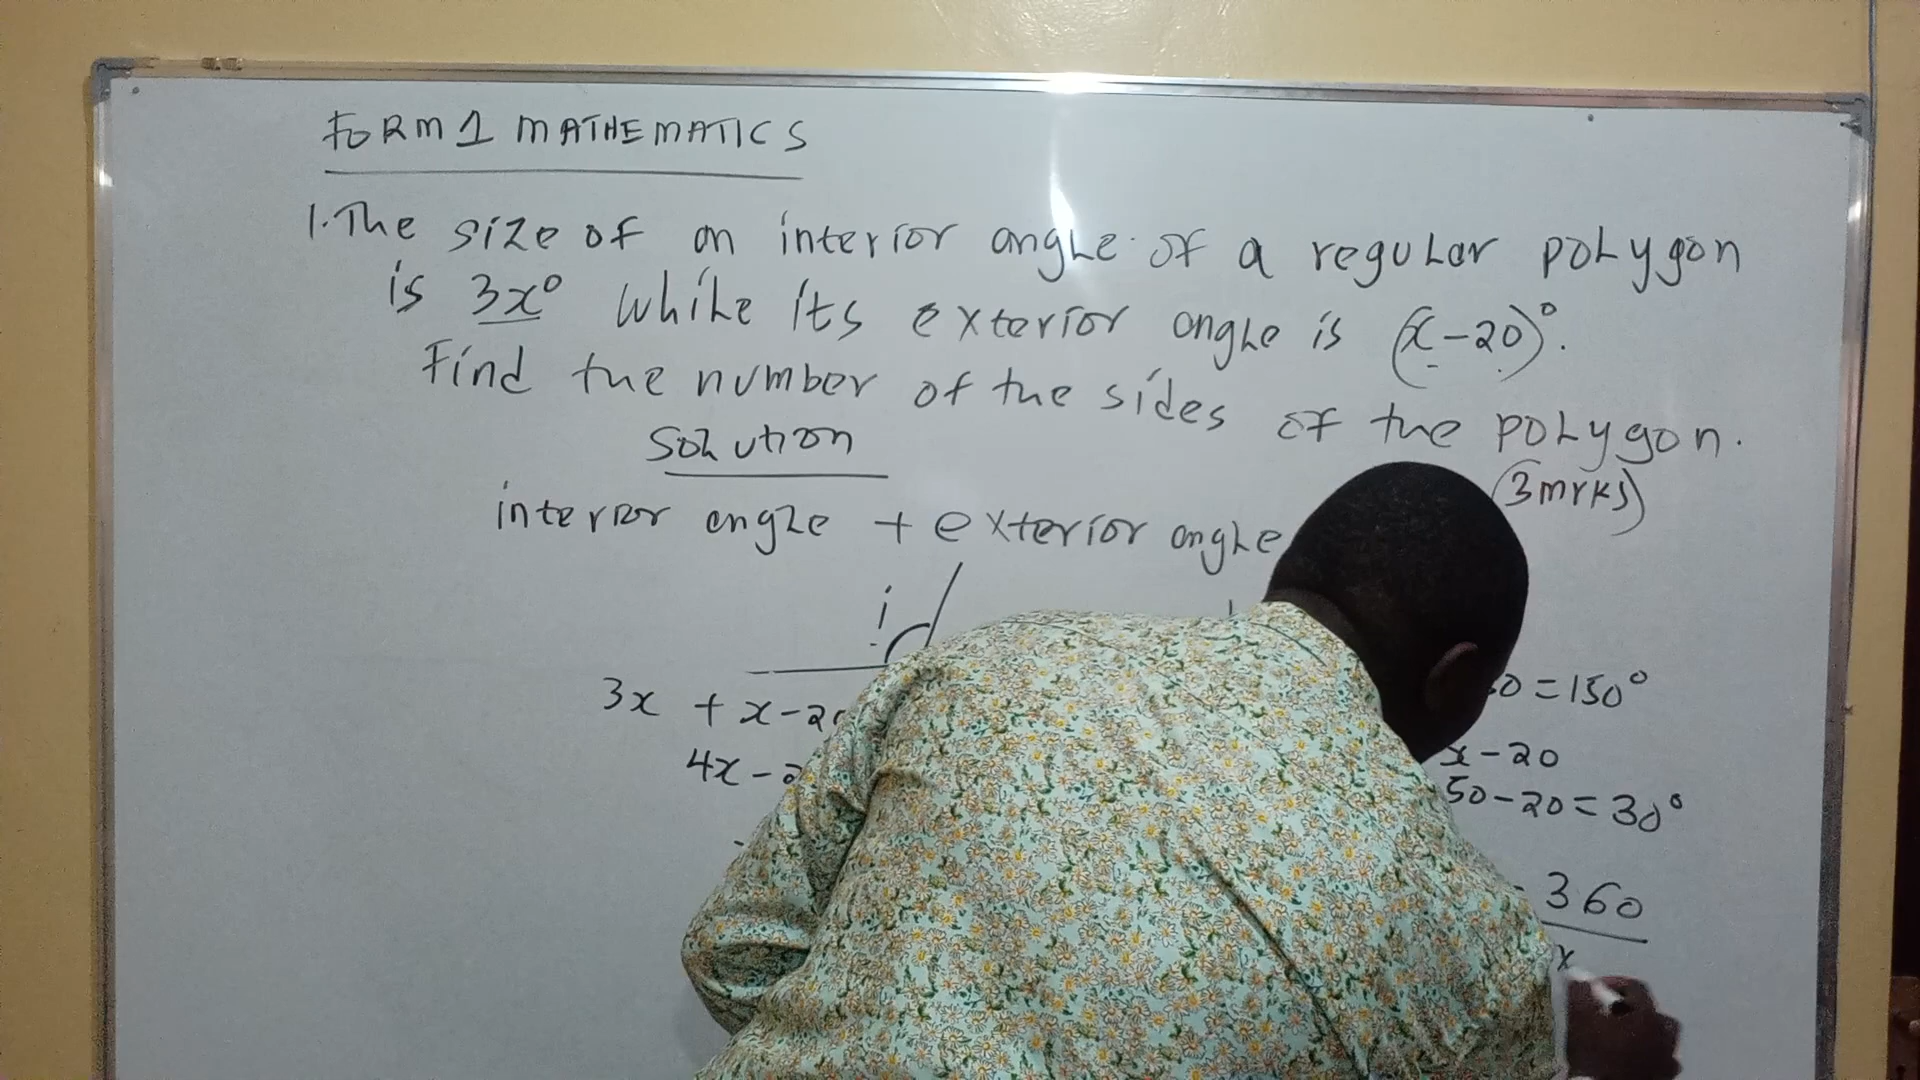 FORM 1 MATHEMATICS
1. The size of an interior angle of a regular polygon
is 3x° while its exterior angle is (x-20)°.
Find the number of the sides of the polygon.
(3mrks)
Solution
interior angle + exterior angle
i
3x + x-20
4x-2
0=150°
x-20
50-20=30°
360
x